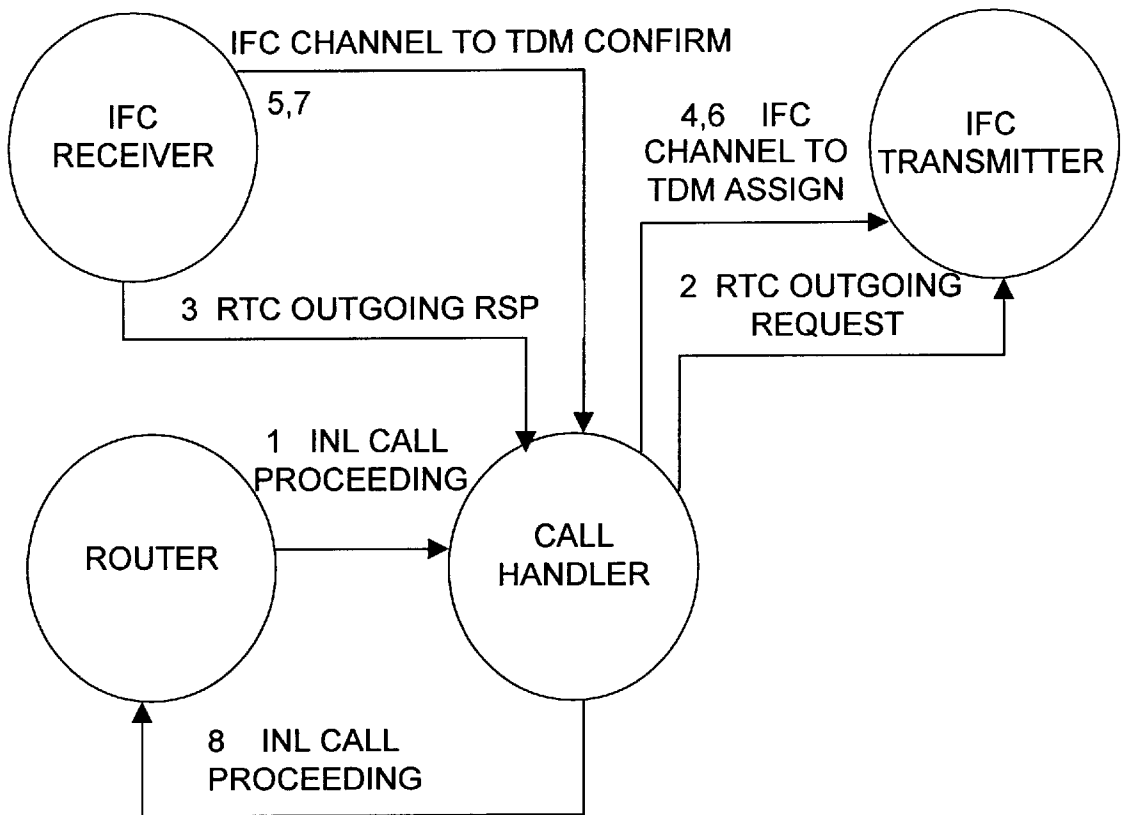 IFC CHANNEL TO TDM CONFIRM
5,7
IFC
RECEIVER
4,6 IFC
CHANNEL TO
TDM ASSIGN
IFC
TRANSMITTER
3 RTC OUTGOING RSP
2 RTC OUTGOING
REQUEST
1 INL CALL
PROCEEDING
ROUTER
CALL
HANDLER
8 INL CALL
PROCEEDING